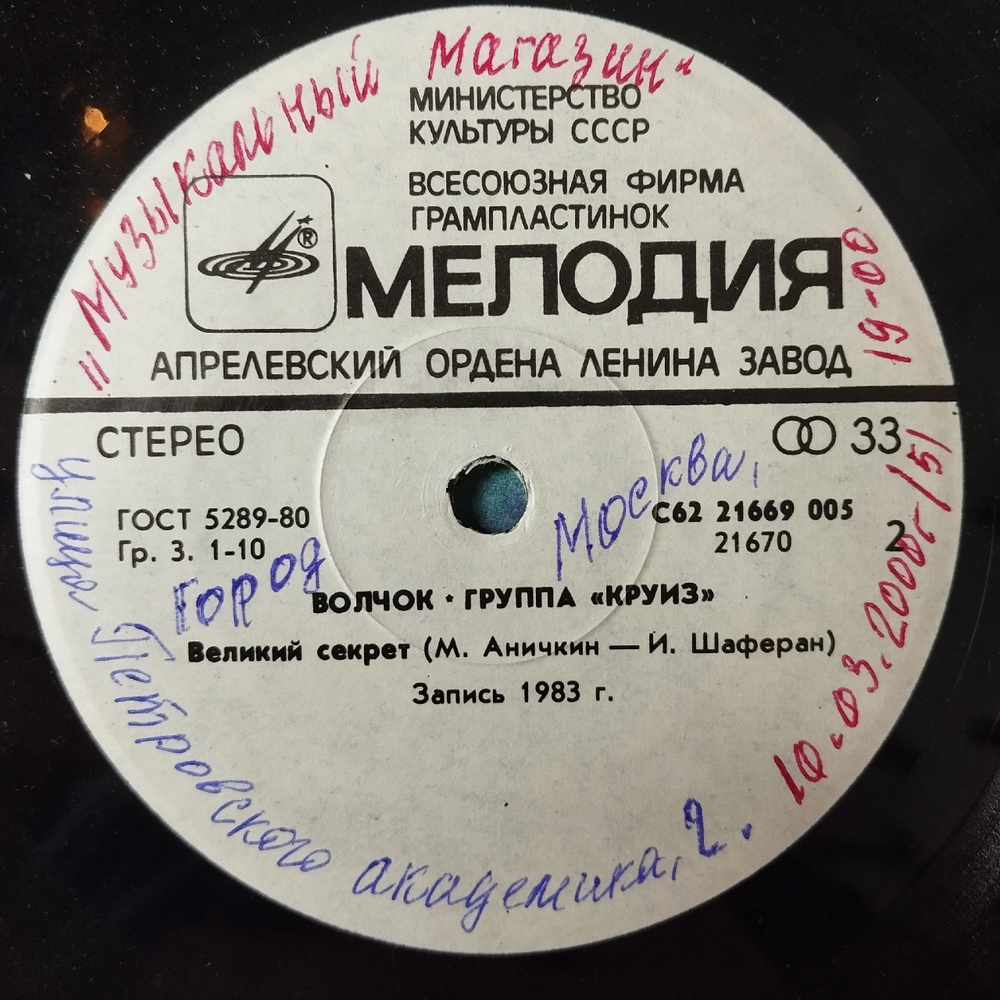 „Музыкальный магазин“
МИНИСТЕРСТВО
КУЛЬТУРЫ СССР
ВСЕСОЮЗНАЯ ФИРМА
ГРАМПЛАСТИНОК
®
МЕЛОДИЯ
19-00.
АПРЕЛЕВСКИЙ ОРДЕНА ЛЕНИНА ЗАВОД
СТЕРЕО
33
ГОСТ 5289-80
Гр. 3. 1-10
С62 21669 005
21670
2
город Москва,
ВОЛЧОК • ГРУППА «КРУИЗ»
Великий секрет (М. Аничкин — И. Шаферан)
Запись 1983 г.
улица Петровского академика, 2.
10.03.2000г /5/